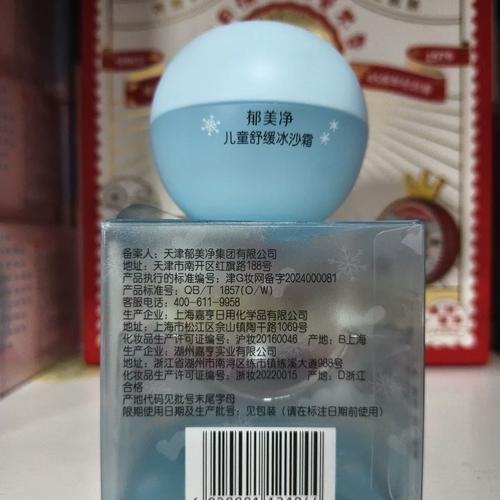 郁美净
儿童舒缓冰沙霜
备案人：天津郁美净集团有限公司
地址：天津市南开区红旗路188号
产品执行的标准编号：津G妆网备字2024000081
产品标准号：QB/T 1857(O/W)
客服电话：400-611-9958
生产企业：上海嘉亨日用化学品有限公司
地址：上海市松江区佘山镇陶干路1069号
化妆品生产许可证编号：沪妆20160046 产地：B上海
生产企业：湖州嘉亨实业有限公司
地址：浙江省湖州市南浔区练市镇练溪大道988号
化妆品生产许可证编号：浙妆20220015 产地：D浙江
合格
产地代码见批号末尾字母
限期使用日期及生产批号：见包装（请在标注日期前使用）